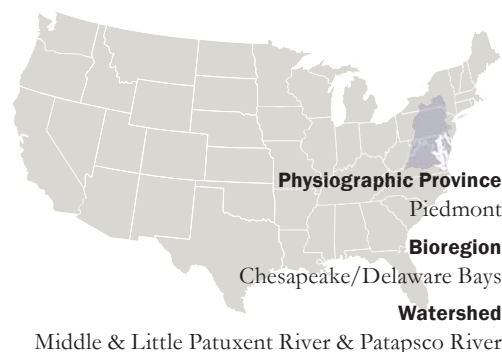 Physiographic Province
Piedmont
Bioregion
Chesapeake/Delaware Bays
Watershed
Middle & Little Patuxent River & Patapsco River